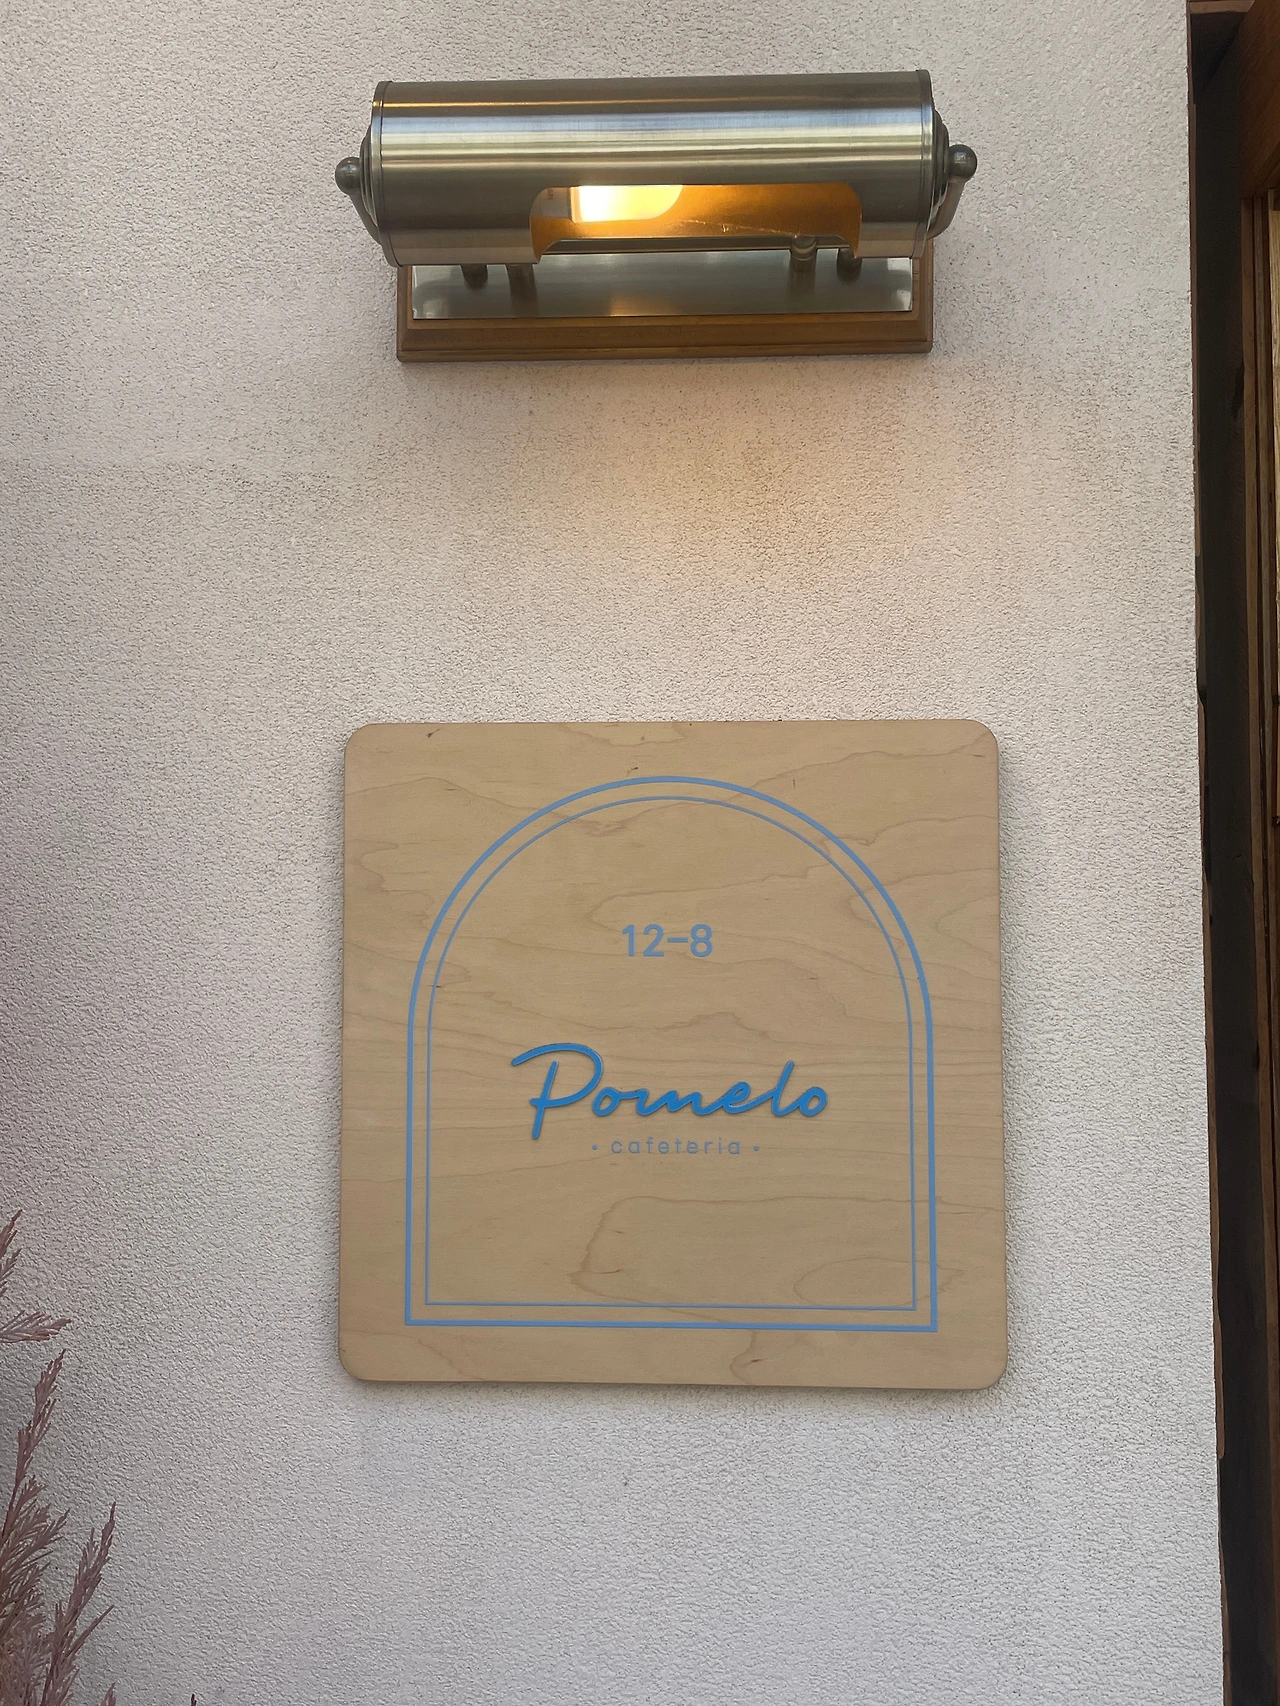 12-8
Pomelo
· cafeteria ·